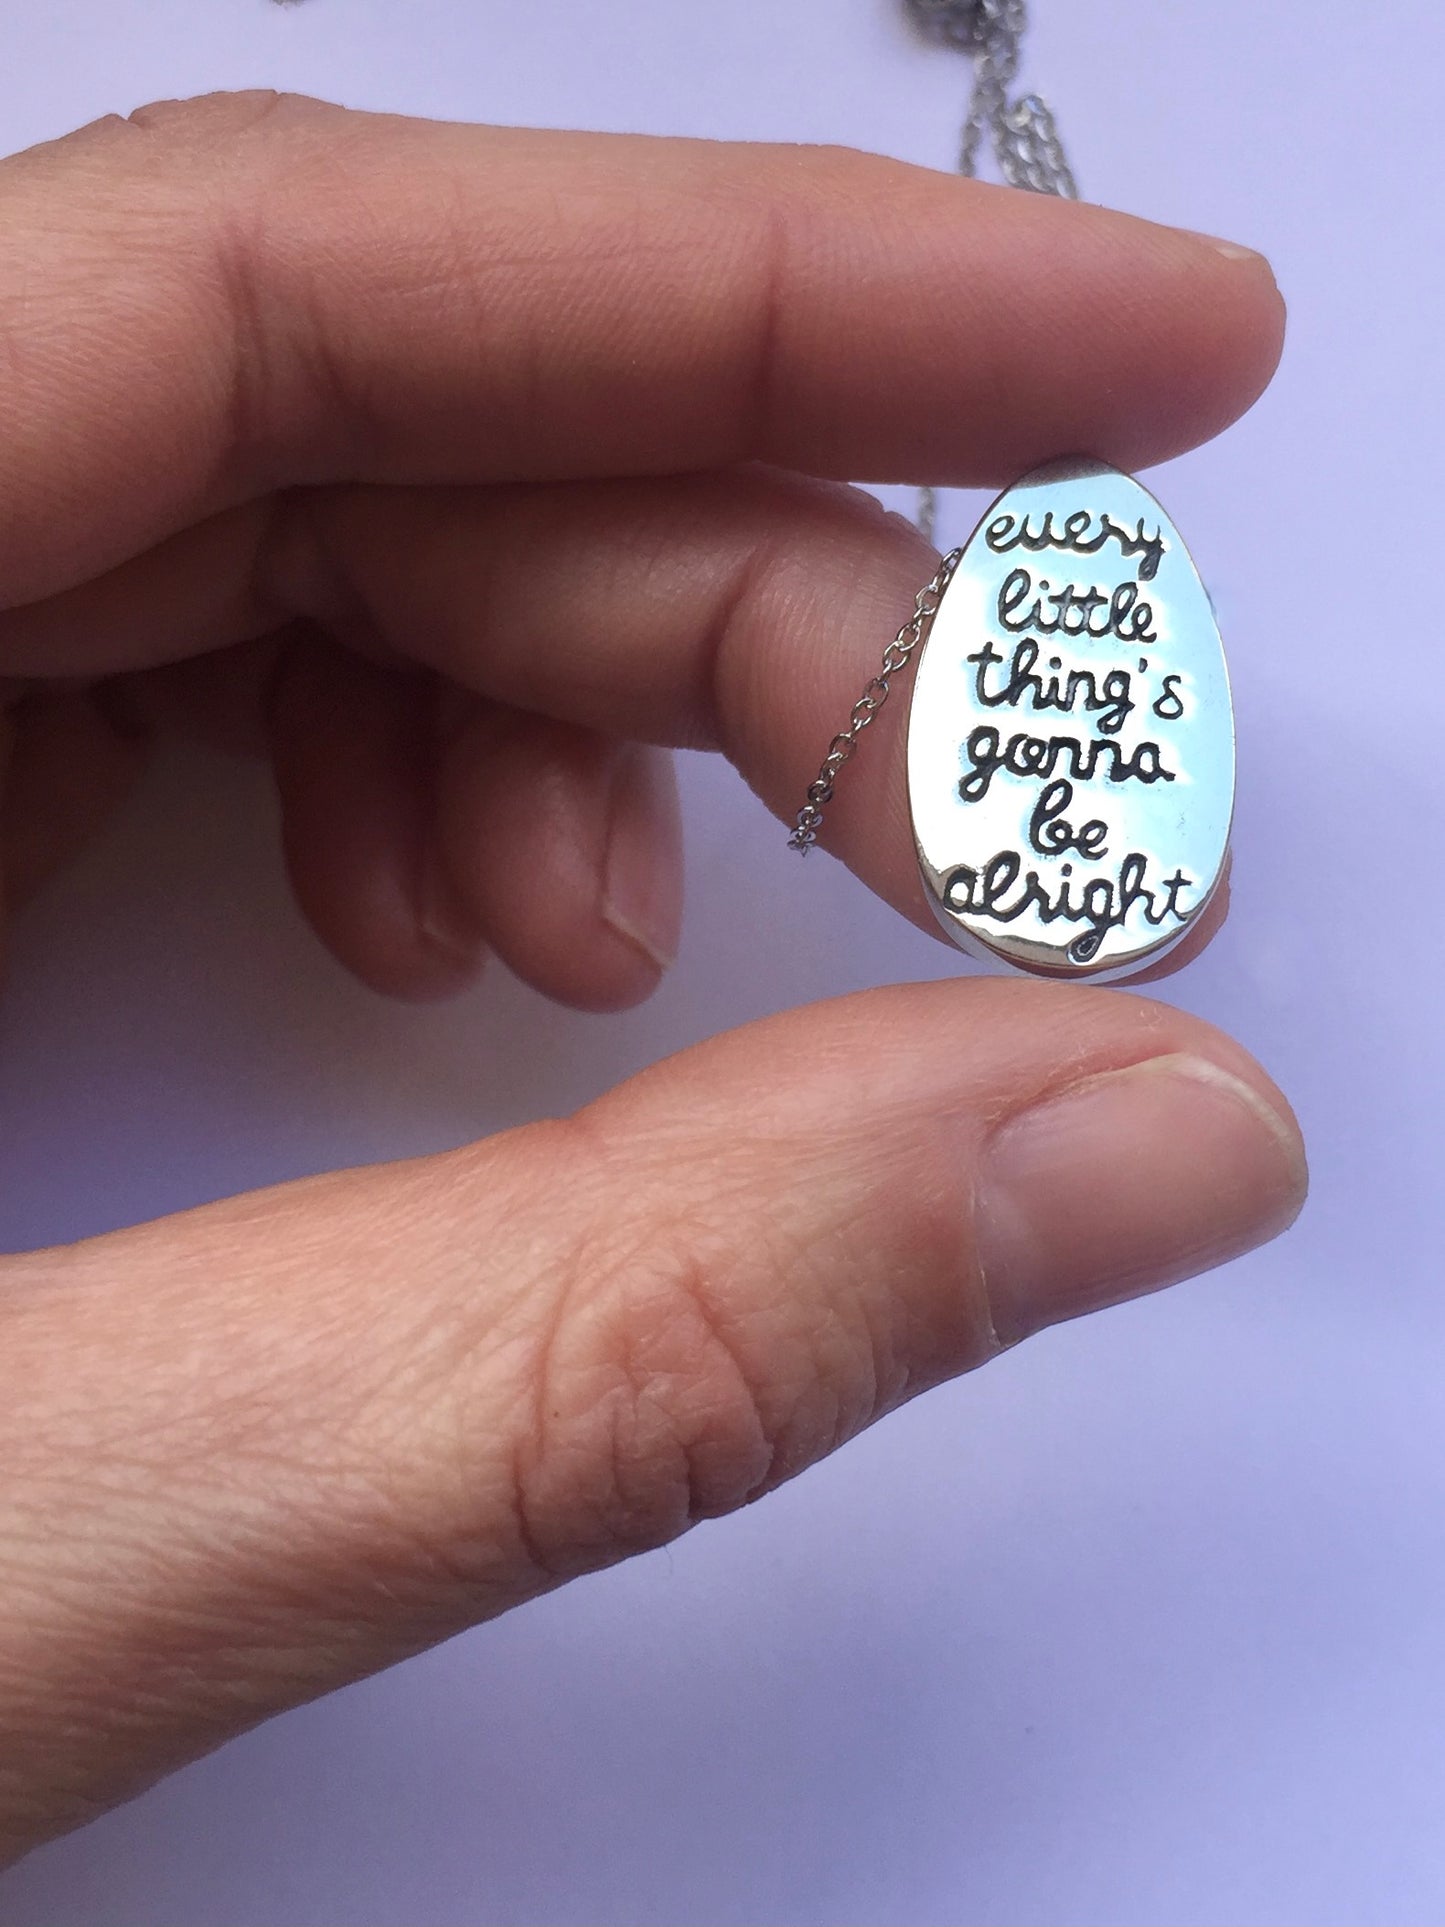 every
little
thing's
gonna
be
alright